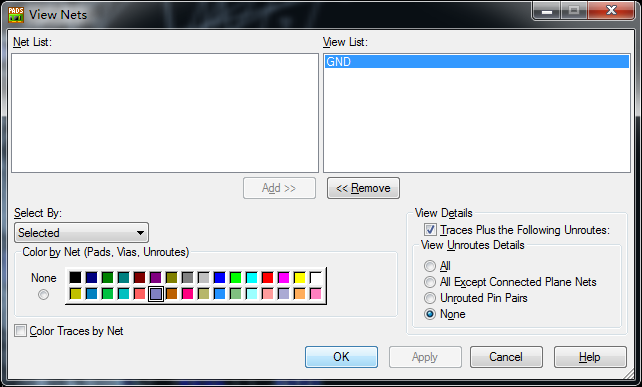 PADS
View Nets
Net List:
View List:
GND
Add >>
<< Remove
Select By:
Selected
Color by Net (Pads, Vias, Unroutes)
None
Color Traces by Net
View Details
Traces Plus the Following Unroutes:
View Unroutes Details
All
All Except Connected Plane Nets
Unrouted Pin Pairs
None
OK
Apply
Cancel
Help